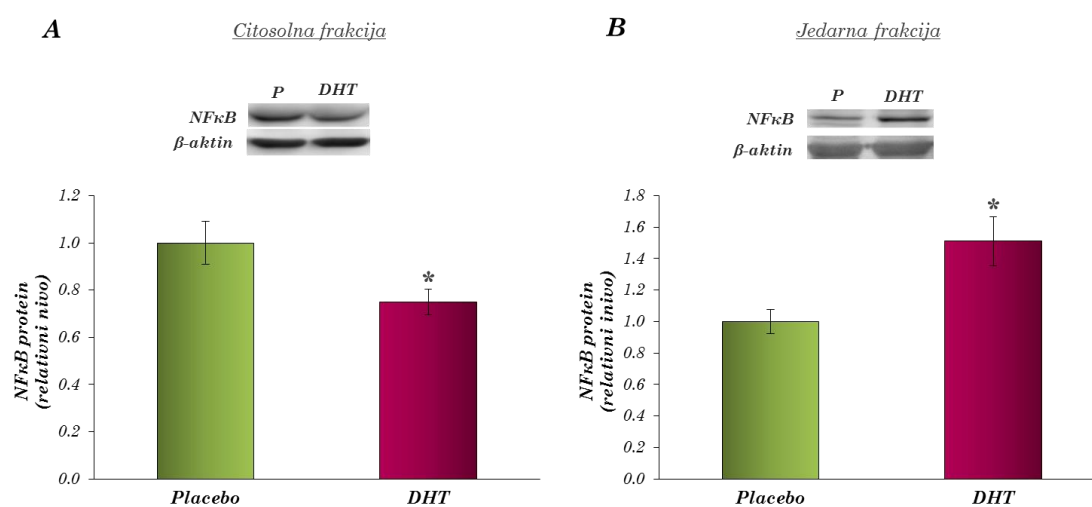 A
Citosolna frakcija
P DHT
NFκB
β-aktin
NFκB protein
(relativni nivo)
1.2
1.0
0.8
0.6
0.4
0.2
0.0
*
Placebo DHT
B
Jedarna frakcija
P DHT
NFκB
β-aktin
NFκB protein
(relativni inivo)
1.8
1.6
1.4
1.2
1.0
0.8
0.6
0.4
0.2
0.0
*
Placebo DHT